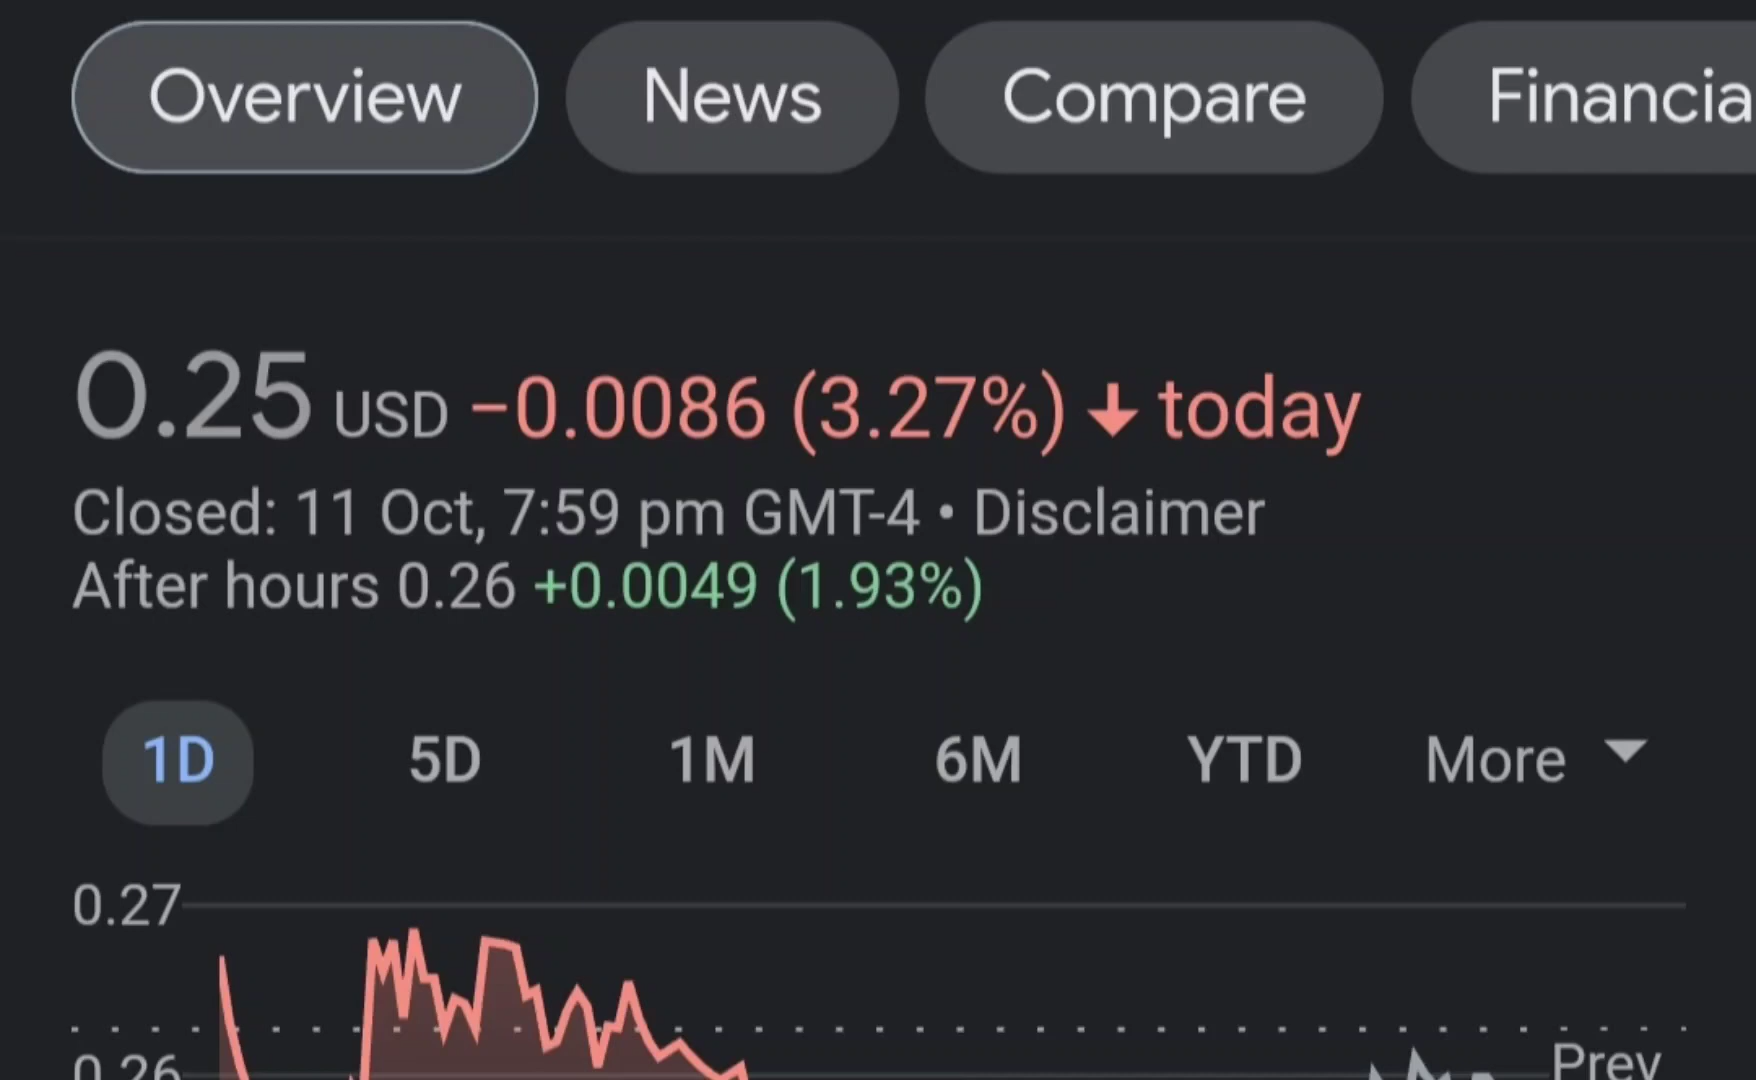 Overview News Compare Financia
0.25 USD −0.0086 (3.27%) ↓ today
Closed: 11 Oct, 7:59 pm GMT-4 • Disclaimer
After hours 0.26 +0.0049 (1.93%)
1D 5D 1M 6M YTD More
0.27
0.26
Prev